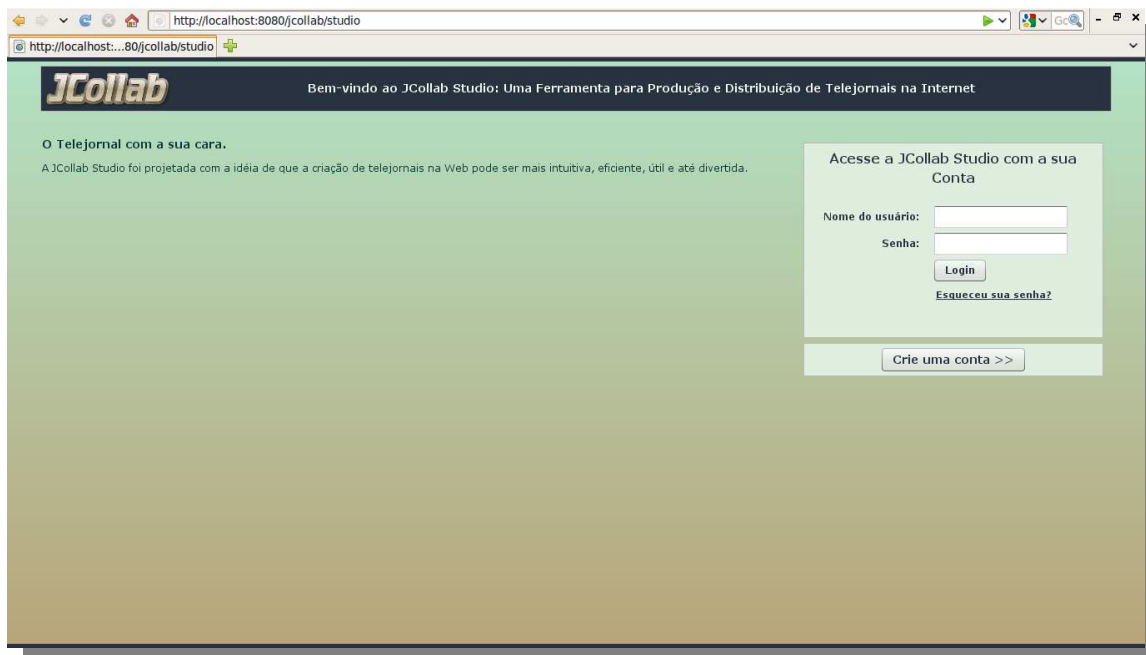 http://localhost:8080/jcollab/studio
http://localhost:...80/jcollab/studio
JCollab
Bem-vindo ao JCollab Studio: Uma Ferramenta para Produção e Distribuição de Telejornais na Internet
O Telejornal com a sua cara.
A JCollab Studio foi projetada com a idéia de que a criação de telejornais na Web pode ser mais intuitiva, eficiente, útil e até divertida.
Acesse a JCollab Studio com a sua
Conta
Nome do usuário:
Senha:
Login
Esqueceu sua senha?
Crie uma conta >>